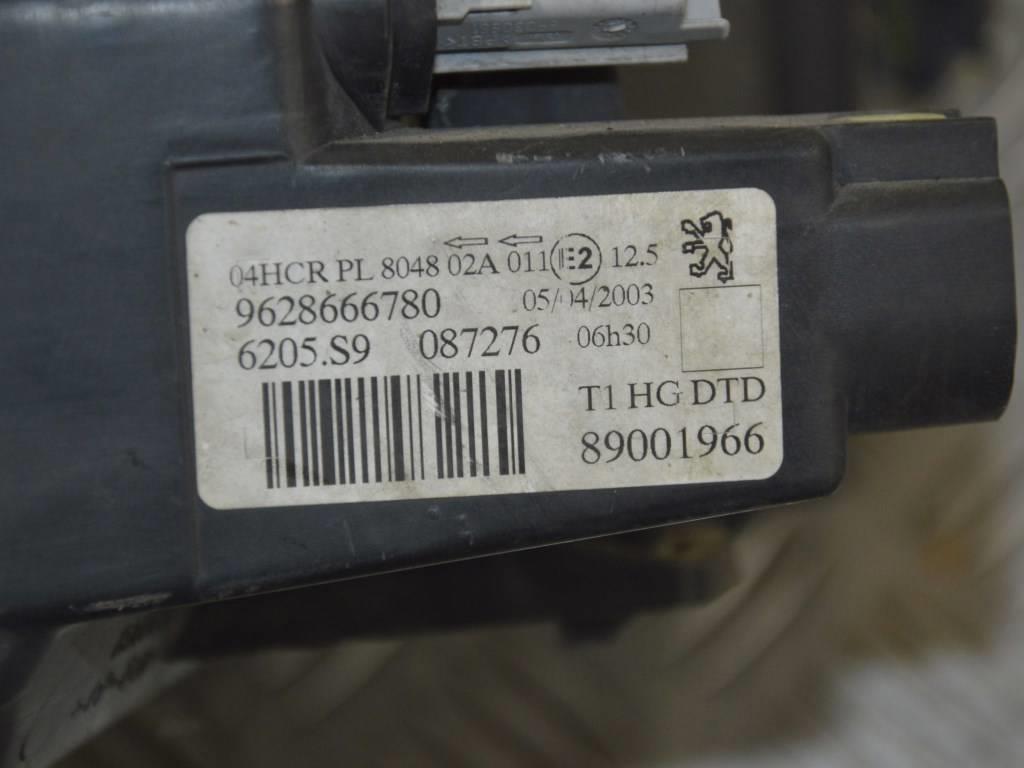 04HCR PL 8048 02A 011 E2 12.5
9628666780 05/04/2003
6205.S9 087276 06h30
T1 HG DTD
89001966